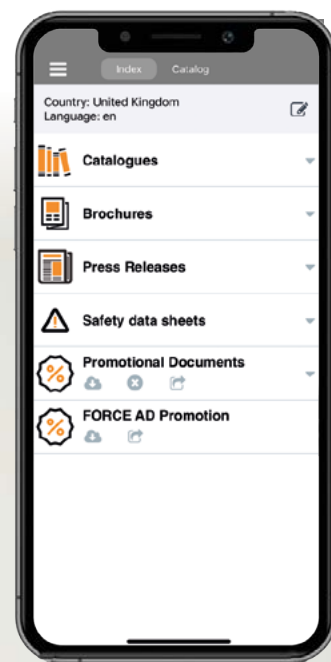 Index Catalog
Country: United Kingdom
Language: en
Catalogues
Brochures
Press Releases
Safety data sheets
Promotional Documents
FORCE AD Promotion